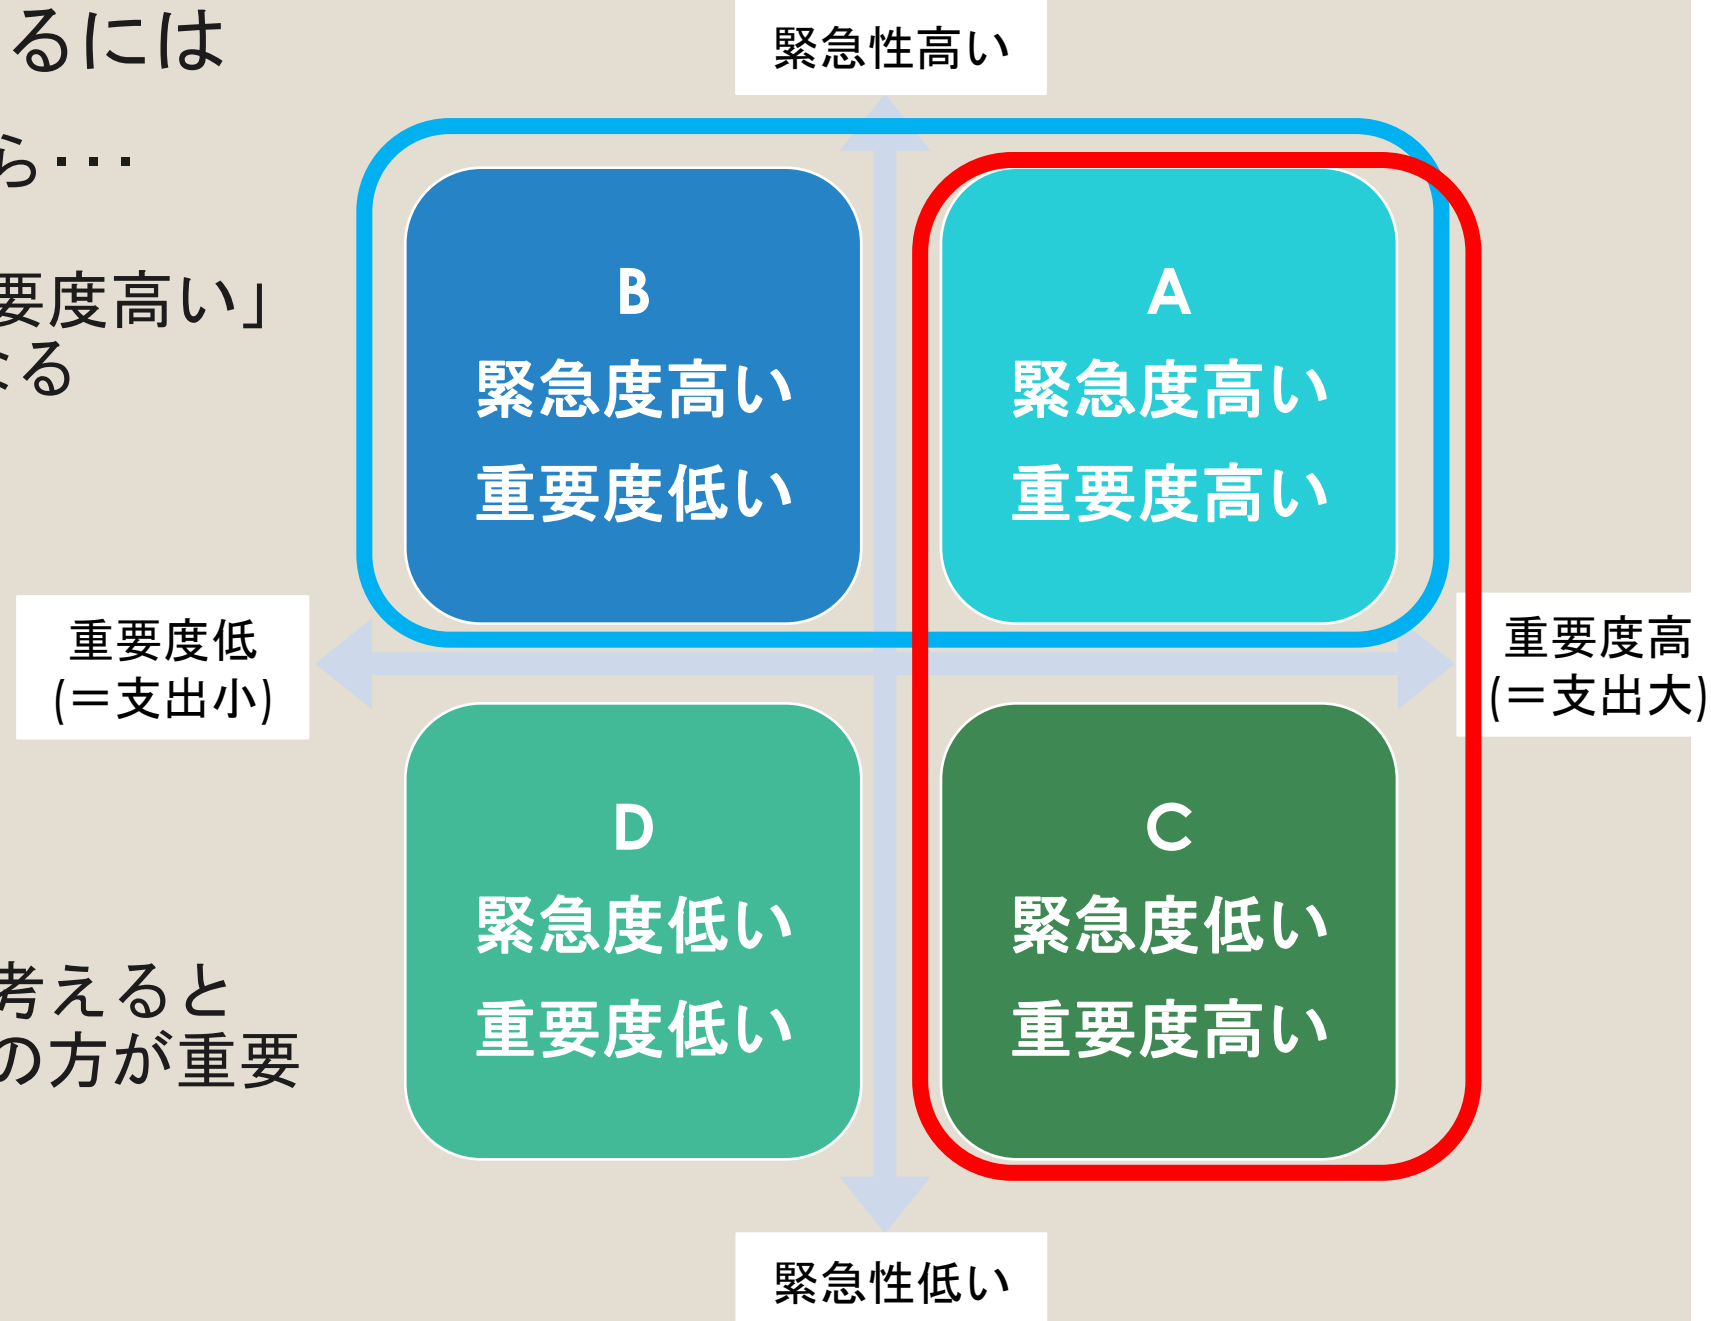 るには
ら・・・
要度高い」
なる
考えると
の方が重要
緊急性高い
B
緊急度高い
重要度低い
A
緊急度高い
重要度高い
重要度低
(＝支出小)
重要度高
(＝支出大)
D
緊急度低い
重要度低い
C
緊急度低い
重要度高い
緊急性低い